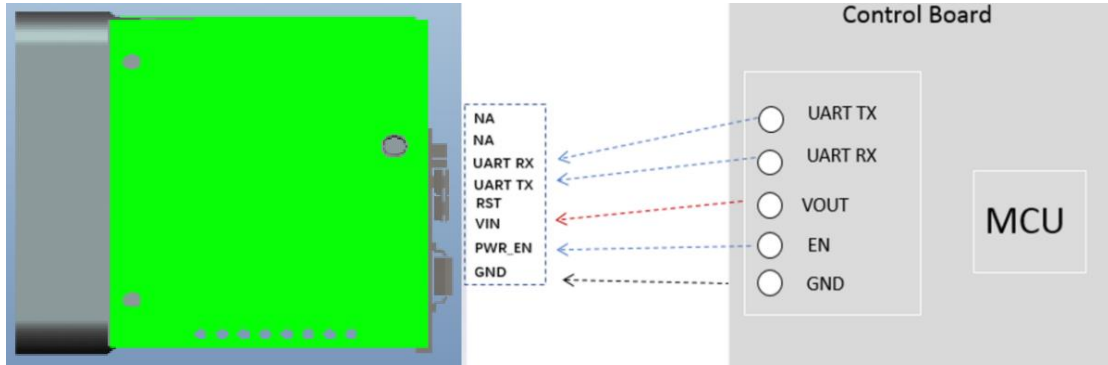 Control Board
NA
NA
UART RX
UART TX
RST
VIN
PWR_EN
GND
UART TX
UART RX
VOUT
EN
GND
MCU